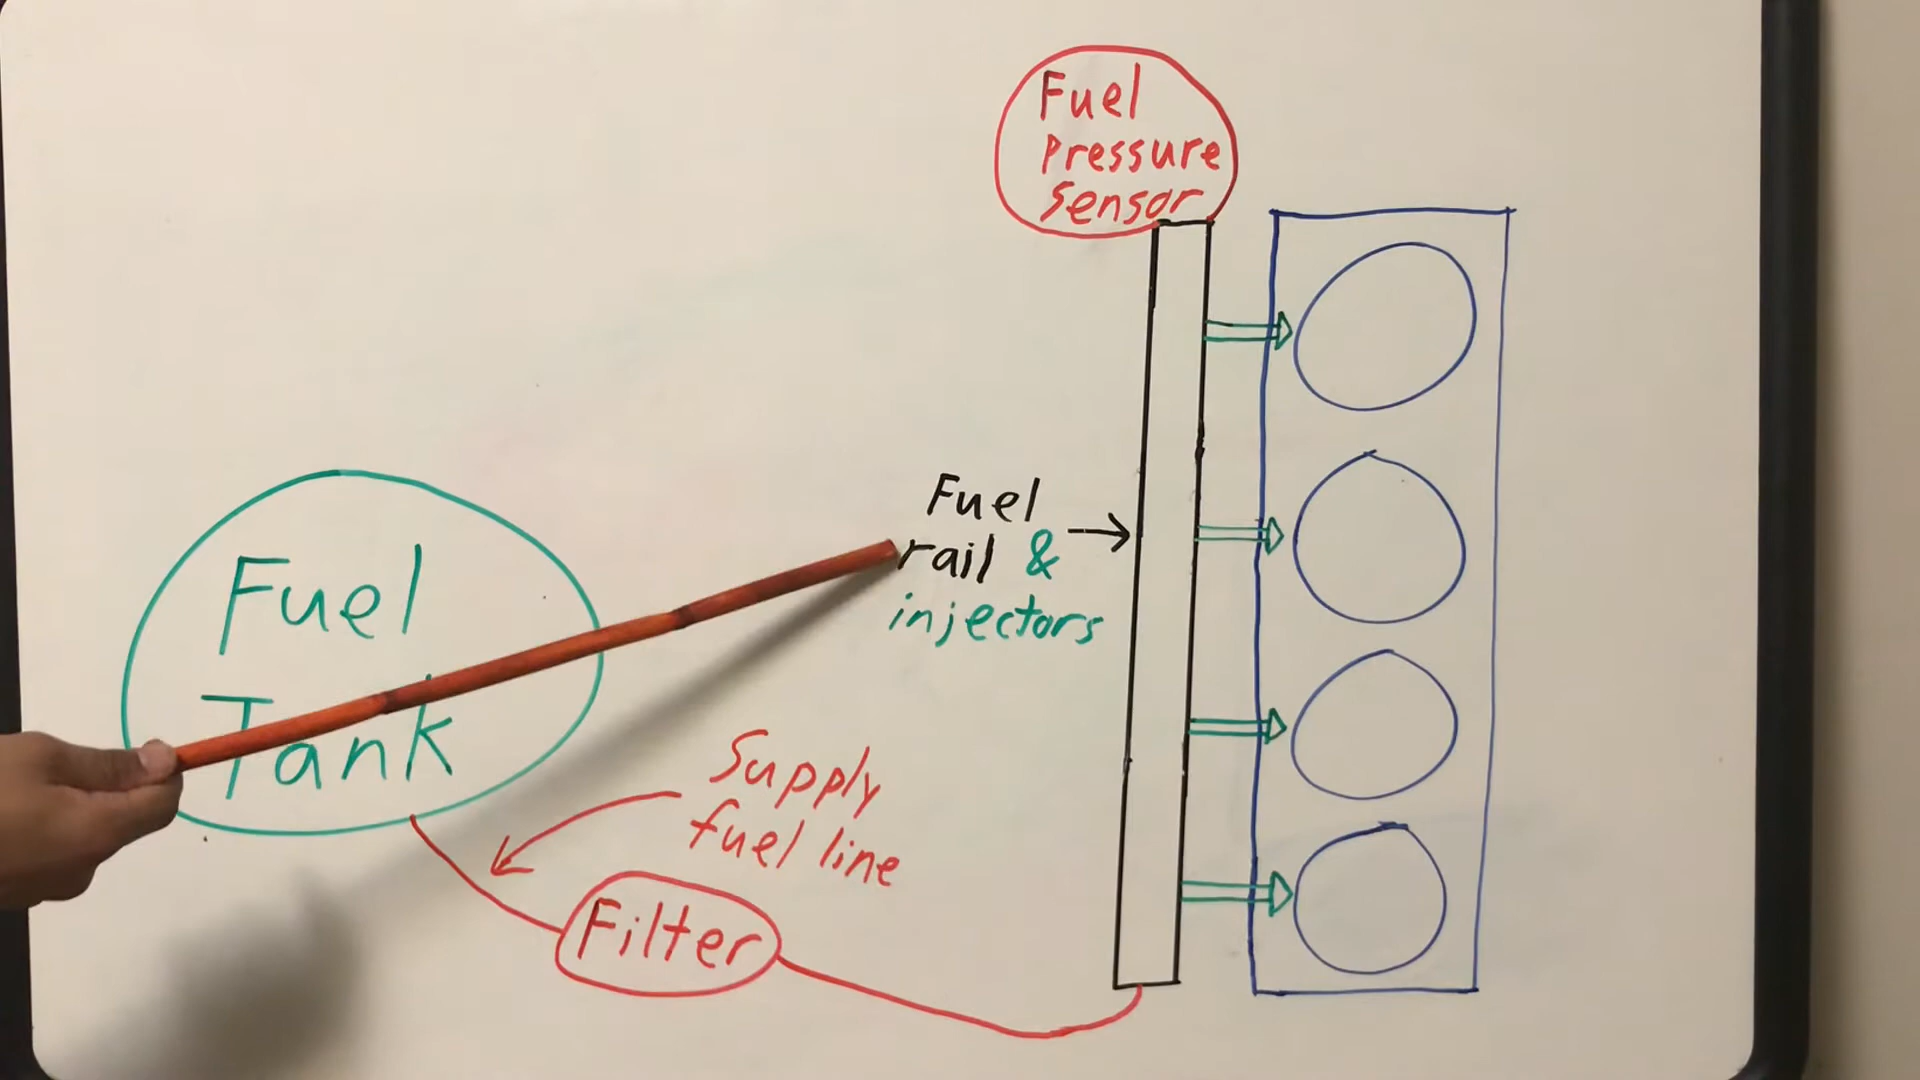 Fuel
Pressure
Sensor
Fuel
rail &
injectors
Fuel
Tank
Supply
fuel line
Filter